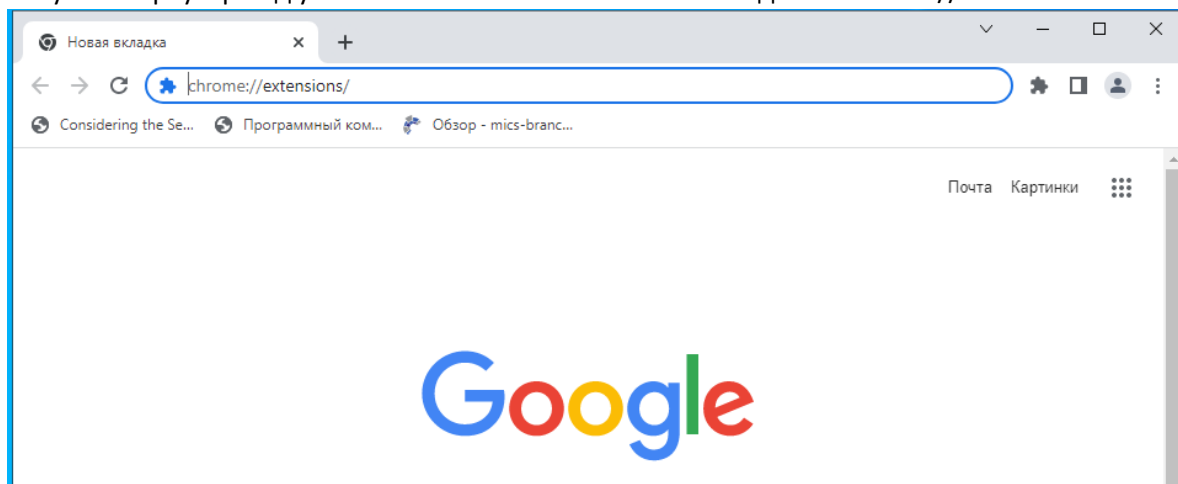 Новая вкладка
chrome://extensions/
Considering the Se... Программный ком... Обзор - mics-branc...
Почта Картинки
Google